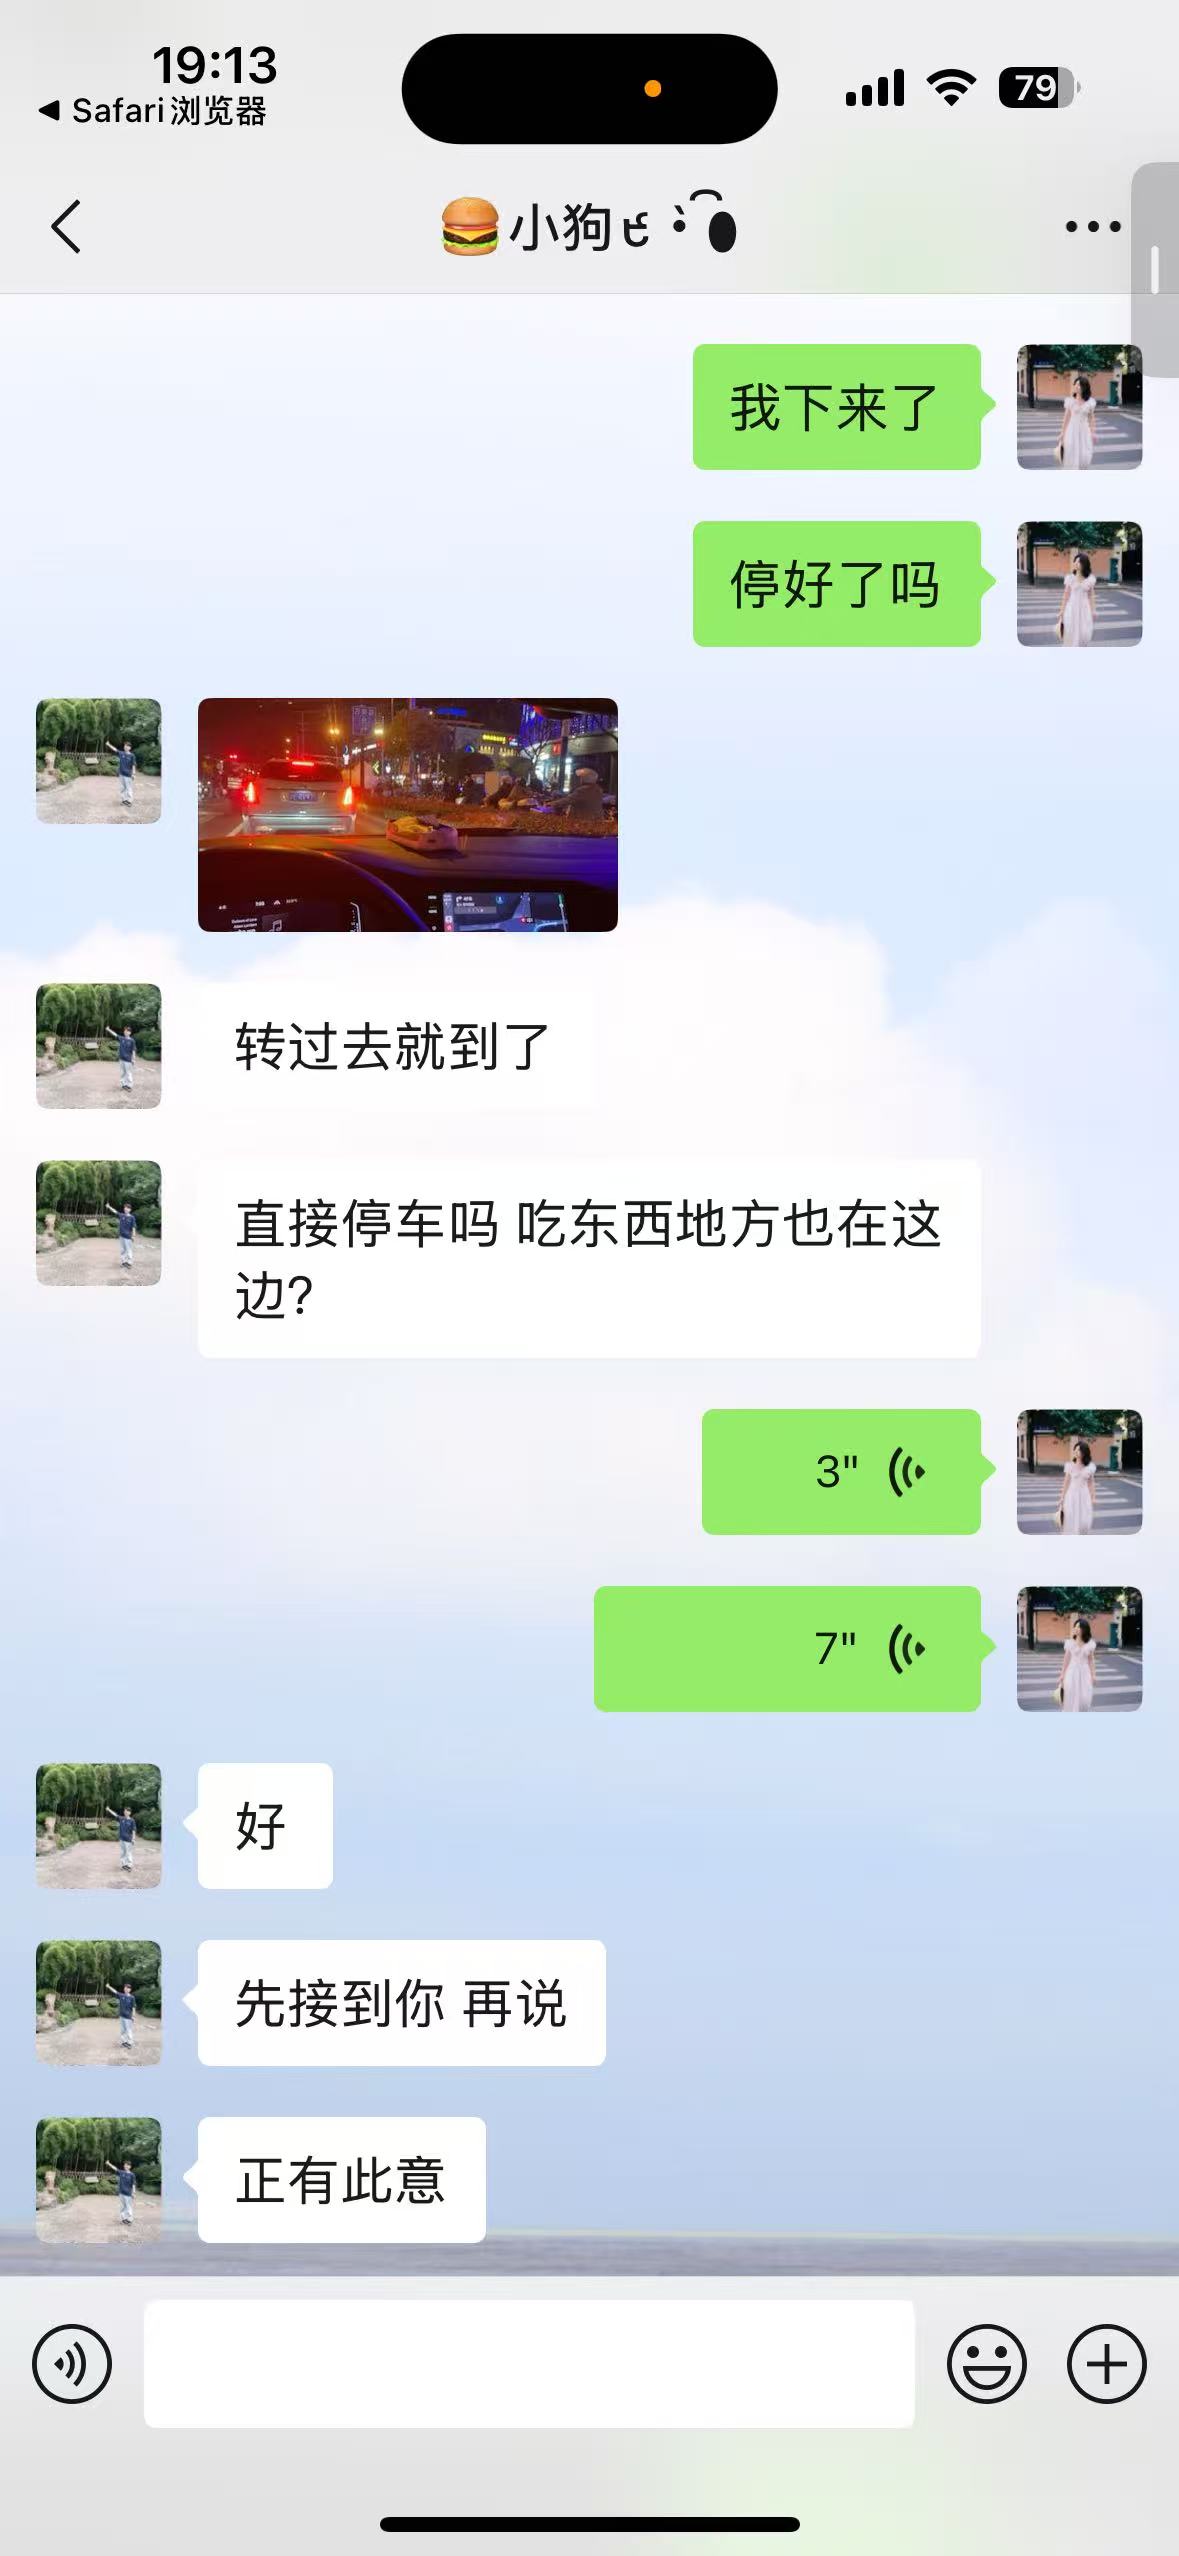 19:13
Safari浏览器
79
🍔小狗
我下来了
停好了吗
转过去就到了
直接停车吗 吃东西地方也在这
边?
3"
7"
好
先接到你 再说
正有此意